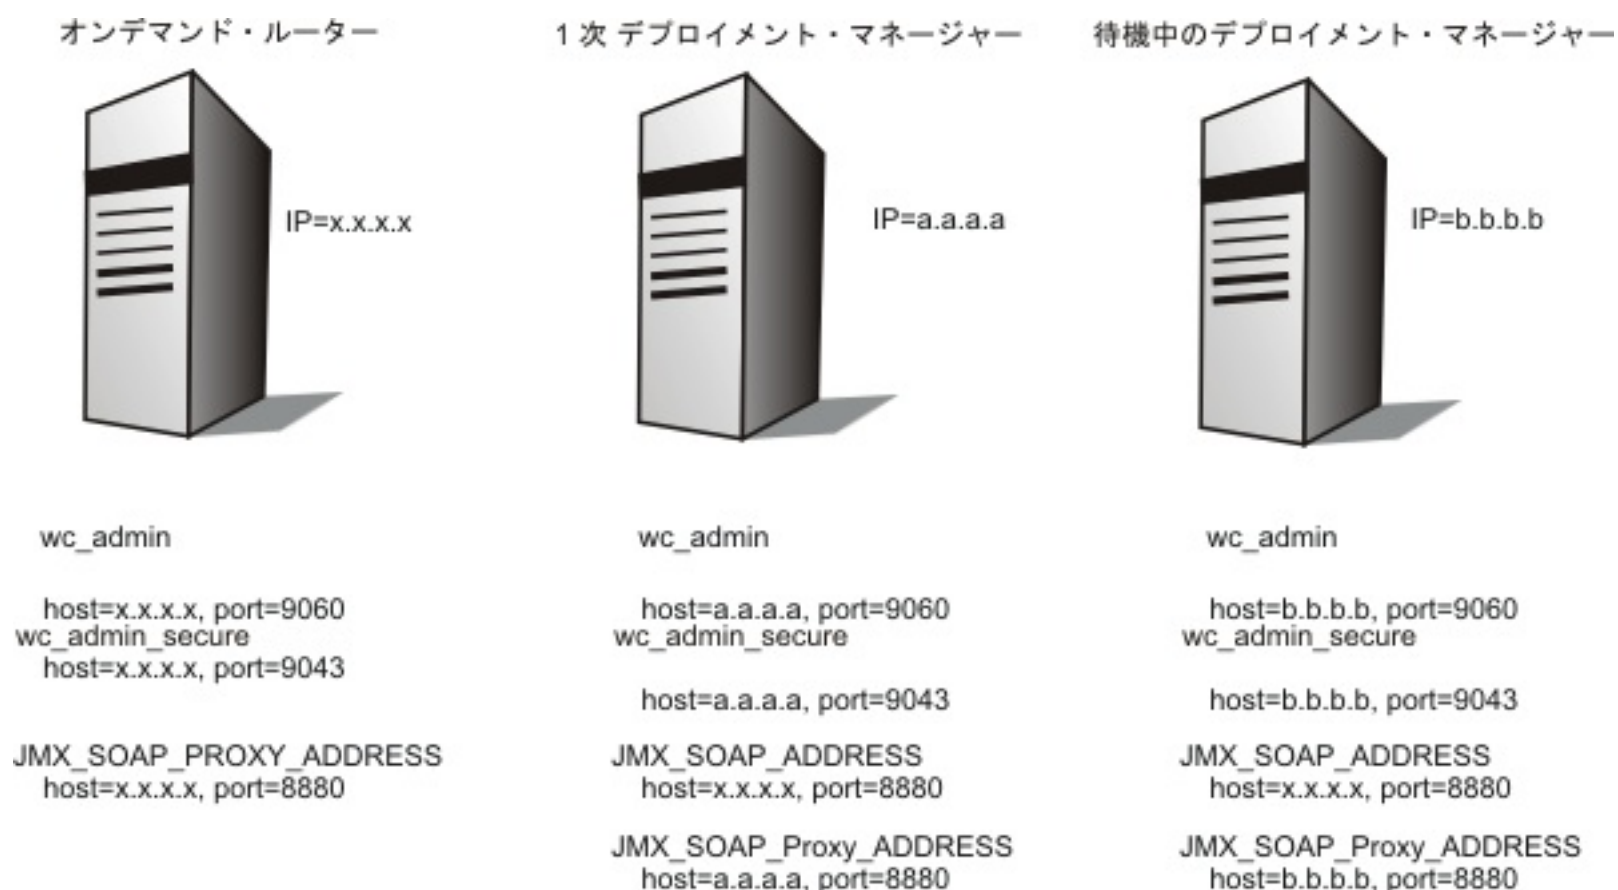 オンデマンド・ルーター
IP=x.x.x.x
wc_admin
host=x.x.x.x, port=9060
wc_admin_secure
host=x.x.x.x, port=9043
JMX_SOAP_PROXY_ADDRESS
host=x.x.x.x, port=8880
1次 デプロイメント・マネージャー
IP=a.a.a.a
wc_admin
host=a.a.a.a, port=9060
wc_admin_secure
host=a.a.a.a, port=9043
JMX_SOAP_ADDRESS
host=x.x.x.x, port=8880
JMX_SOAP_Proxy_ADDRESS
host=a.a.a.a, port=8880
待機中のデプロイメント・マネージャー
IP=b.b.b.b
wc_admin
host=b.b.b.b, port=9060
wc_admin_secure
host=b.b.b.b, port=9043
JMX_SOAP_ADDRESS
host=x.x.x.x, port=8880
JMX_SOAP_Proxy_ADDRESS
host=b.b.b.b, port=8880